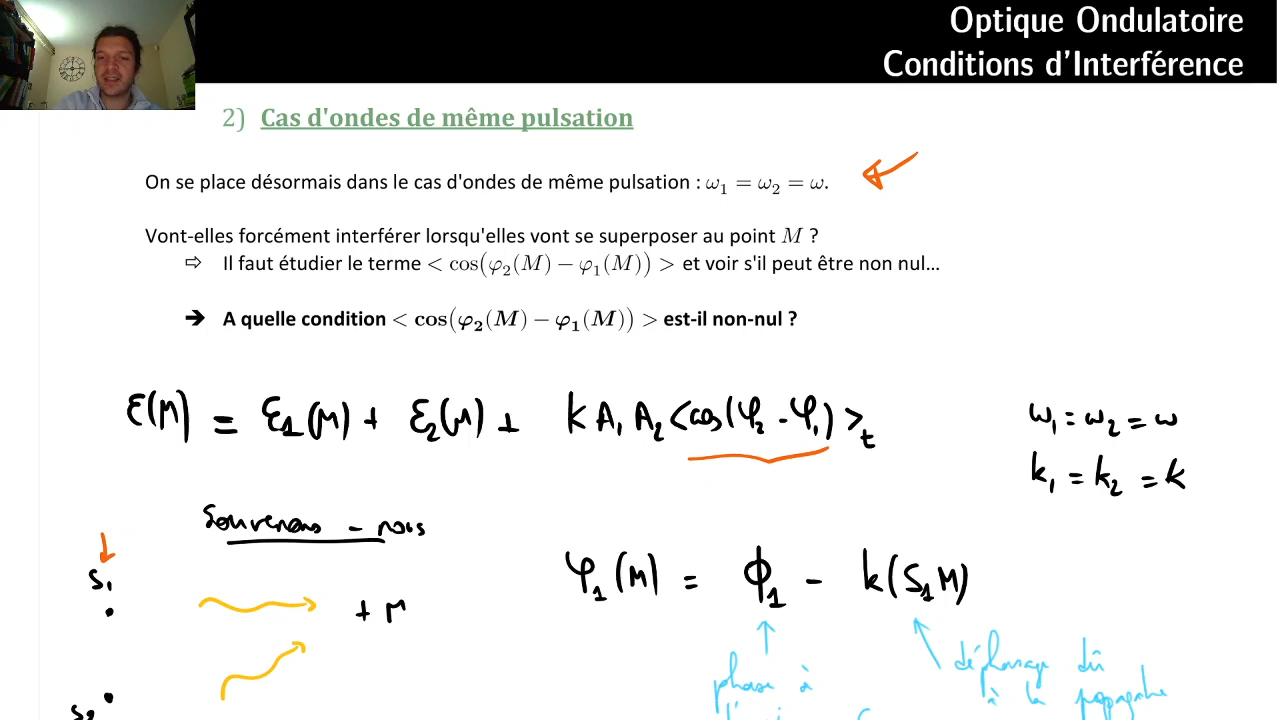 Optique Ondulatoire
Conditions d'Interférence
2) Cas d'ondes de même pulsation
On se place désormais dans le cas d'ondes de même pulsation : ω₁ = ω₂ = ω.
Vont-elles forcément interférer lorsqu'elles vont se superposer au point M ?
⇨ Il faut étudier le terme < cos(φ₂(M) − φ₁(M)) > et voir s'il peut être non nul...
➔ A quelle condition < cos(φ₂(M) − φ₁(M)) > est-il non-nul ?
ε(M) = ε₁(M) + ε₂(M) + k A₁ A₂ <cos(φ₂ - φ₁)>t
ω₁ = ω₂ = ω
k₁ = k₂ = k
Souvenons-nous
S₁
+ M
φ₁(M) = ϕ₁ - k(S₁M)
S₂
phase à
déphasage dû
à la